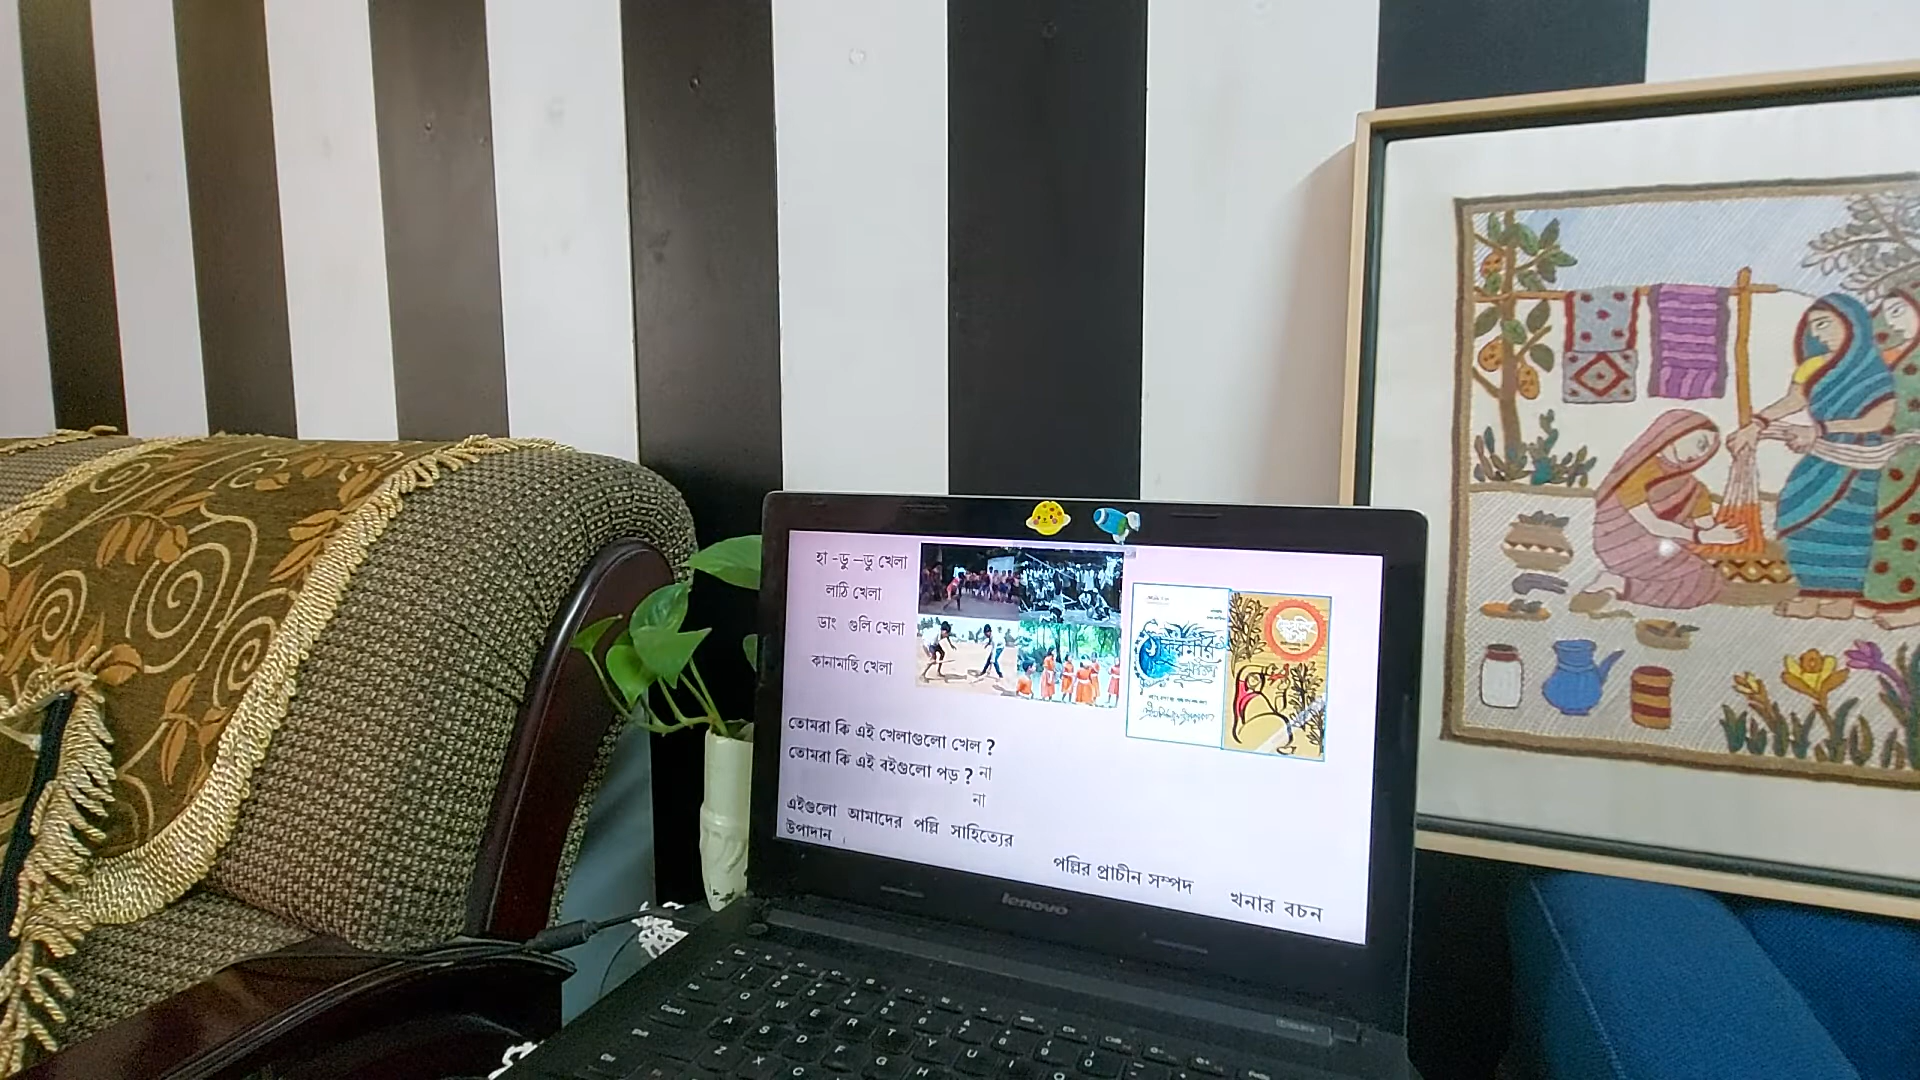 হা -ডু –ডু খেলা
লাঠি খেলা
ডাং গুলি খেলা
কানামাছি খেলা
তোমরা কি এই খেলাগুলো খেল ?
তোমরা কি এই বইগুলো পড় ? না
না
এইগুলো আমাদের পল্লি সাহিত্যের
উপাদান ।
পল্লির প্রাচীন সম্পদ
খনার বচন
lenovo